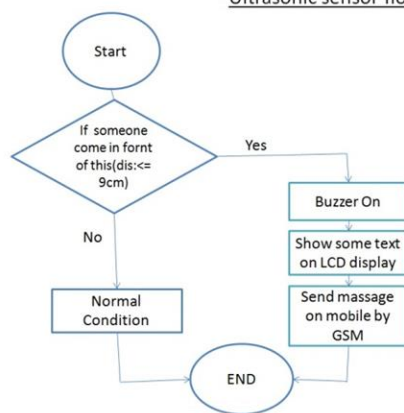 Ultrasonic sensor
Start
If someone
come in fornt
of this(dis:<=
9cm)
Yes
Buzzer On
Show some text
on LCD display
No
Normal
Condition
Send massage
on mobile by
GSM
END